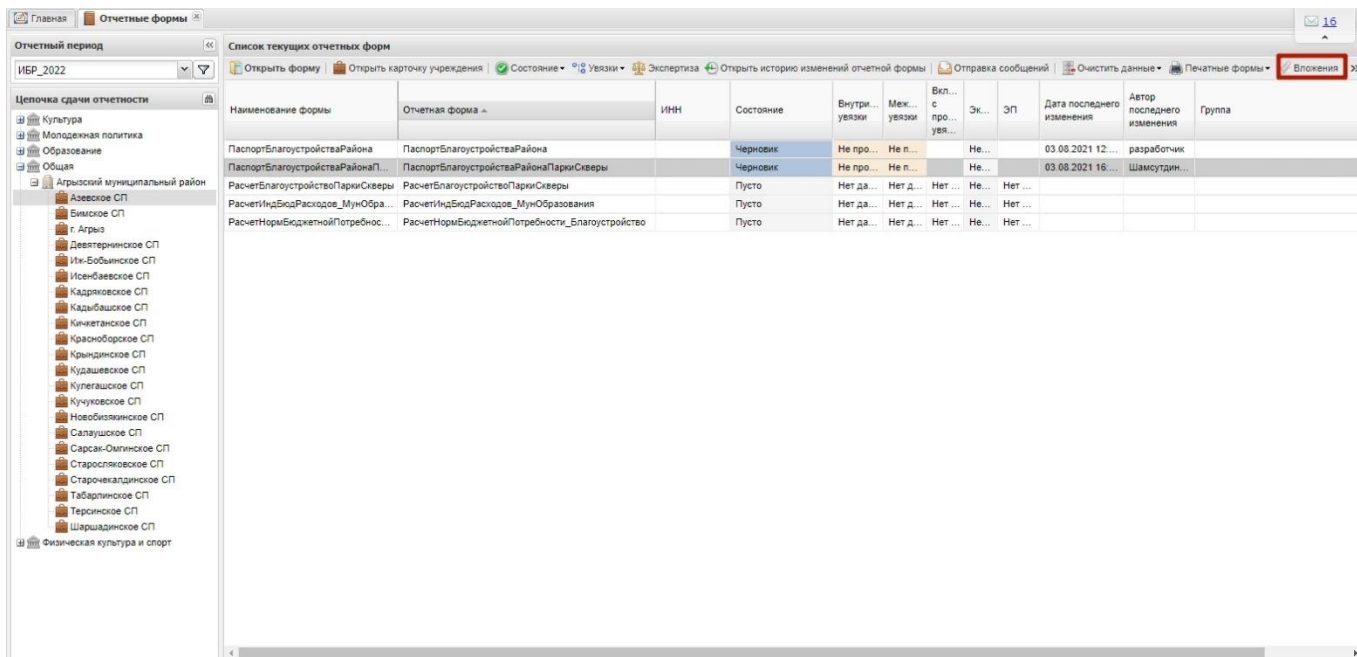 Главная
Отчетные формы
16
Отчетный период
Список текущих отчетных форм
ИБР_2022
Открыть форму
Открыть карточку учреждения
Состояние
Увязки
Экспертиза
Открыть историю изменений отчетной формы
Отправка сообщений
Очистить данные
Печатные формы
Вложения
Цепочка сдачи отчетности
Культура
Молодежная политика
Образование
Общая
Агрызский муниципальный район
Азевское СП
Бимское СП
г. Агрыз
Девятернинское СП
Иж-Бобьинское СП
Исенбаевское СП
Кадряковское СП
Кадыбашское СП
Кичкетанское СП
Красноборское СП
Крындинское СП
Кудашевское СП
Кулегашское СП
Кучуковское СП
Новобизякинское СП
Салаушское СП
Сарсак-Омгинское СП
Старосляковское СП
Старочекалдинское СП
Табарлинское СП
Терсинское СП
Шаршадинское СП
Физическая культура и спорт
Наименование формы
Отчетная форма
ИНН
Состояние
Внутри... увязки
Меж... увязки
Вкл... с про... увя...
Эк...
ЭП
Дата последнего изменения
Автор последнего изменения
Группа
ПаспортБлагоустройстваРайона ПаспортБлагоустройстваРайона Черновик Не про... Не п... Не... 03.08.2021 12:... разработчик
ПаспортБлагоустройстваРайонаП... ПаспортБлагоустройстваРайонаПаркиСкверы Черновик Не про... Не п... Не... 03.08.2021 16:... Шамсутдин...
РасчетБлагоустройствоПаркиСкверы РасчетБлагоустройствоПаркиСкверы Пусто Нет да... Нет д... Нет ... Не... Нет ...
РасчетИндБюдРасходов_МунОбра... РасчетИндБюдРасходов_МунОбразования Пусто Нет да... Нет д... Нет ... Не... Нет ...
РасчетНормБюджетнойПотребнос... РасчетНормБюджетнойПотребности_Благоустройство Пусто Нет да... Нет д... Нет ... Не... Нет ...